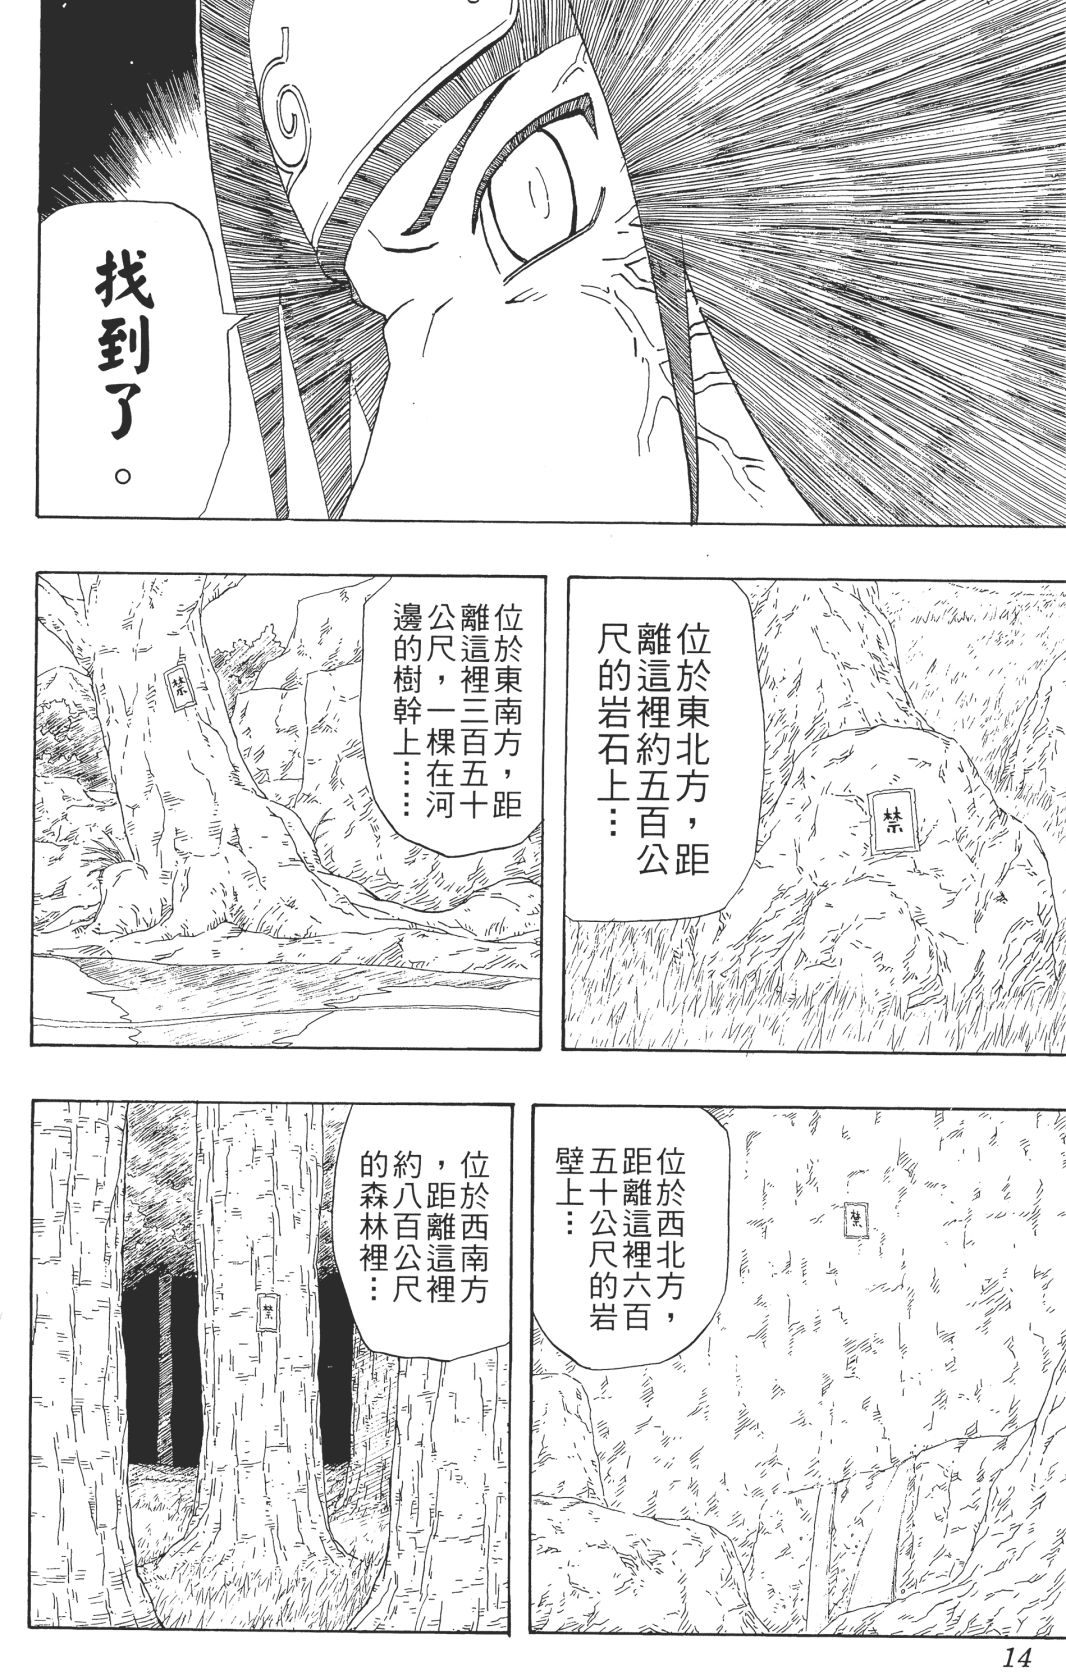 找到了。
位於東北方，距
離這裡約五百公
尺的岩石上…
禁
位於東南方，距
離這裡三百五十
公尺，一棵在河
邊的樹幹上……
禁
位於西北方，
距離這裡六百
五十公尺的岩
壁上…
禁
位於西南方
，距離這裡
約八百公尺
的森林裡…
禁
14